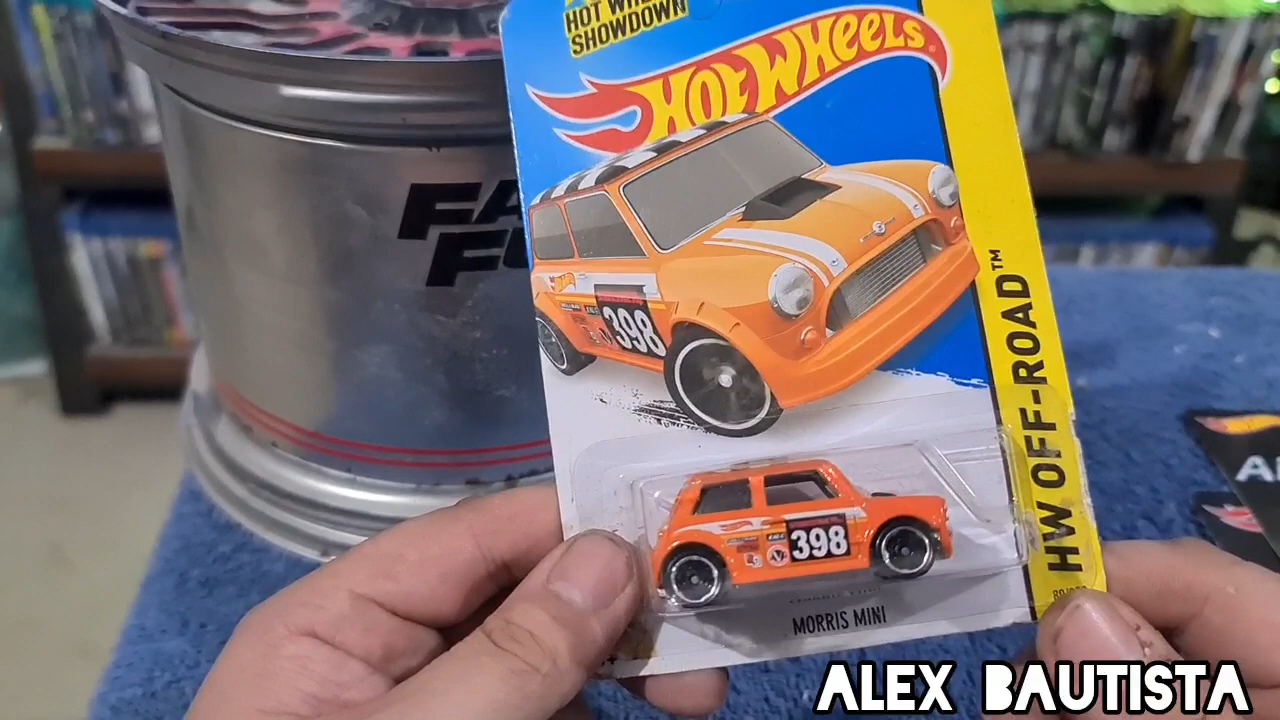 HOT WHEELS
SHOWDOWN
HOT WHEELS
398
HW OFF-ROAD™
398
MORRIS MINI
ALEX BAUTISTA